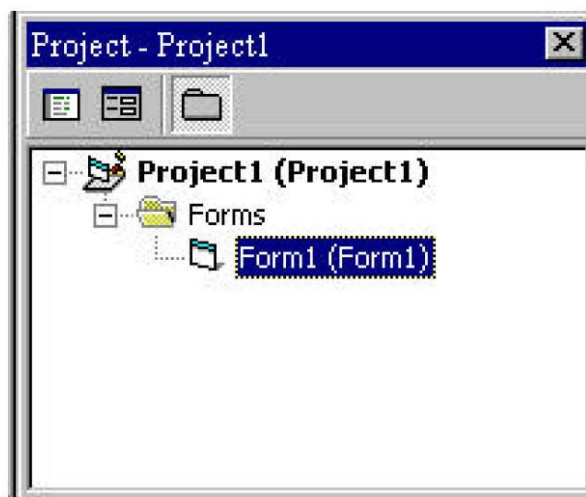 Project - Project1
Project1 (Project1)
Forms
Form1 (Form1)